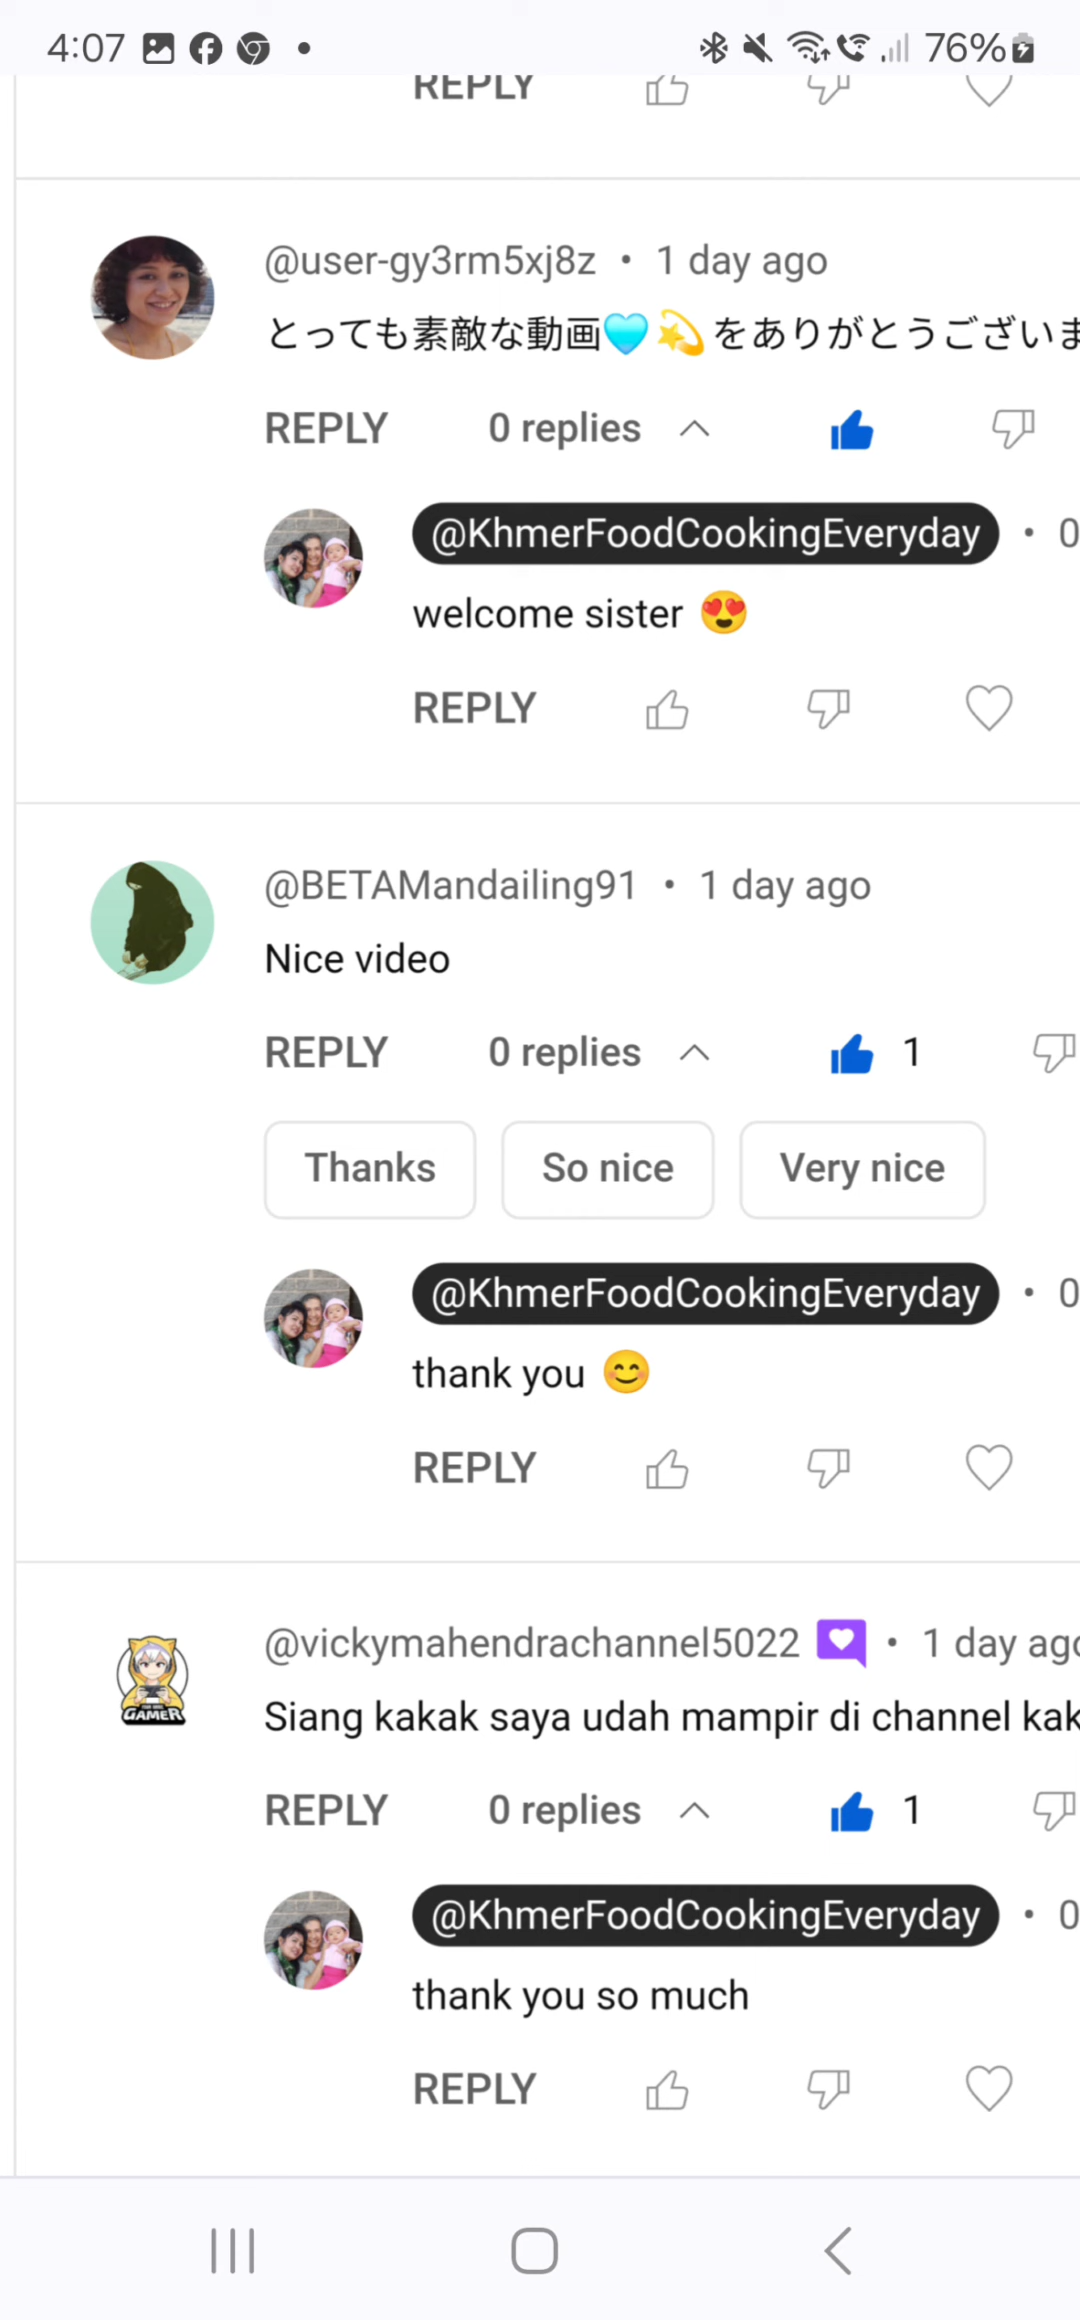 4:07 76%
REPLY
@user-gy3rm5xj8z • 1 day ago
とっても素敵な動画🩵💫をありがとうございま
REPLY 0 replies
@KhmerFoodCookingEveryday • 0
welcome sister 😍
REPLY
@BETAMandailing91 • 1 day ago
Nice video
REPLY 0 replies 1
Thanks So nice Very nice
@KhmerFoodCookingEveryday • 0
thank you 😊
REPLY
GAMER
@vickymahendrachannel5022 • 1 day ago
Siang kakak saya udah mampir di channel kak
REPLY 0 replies 1
@KhmerFoodCookingEveryday • 0
thank you so much
REPLY